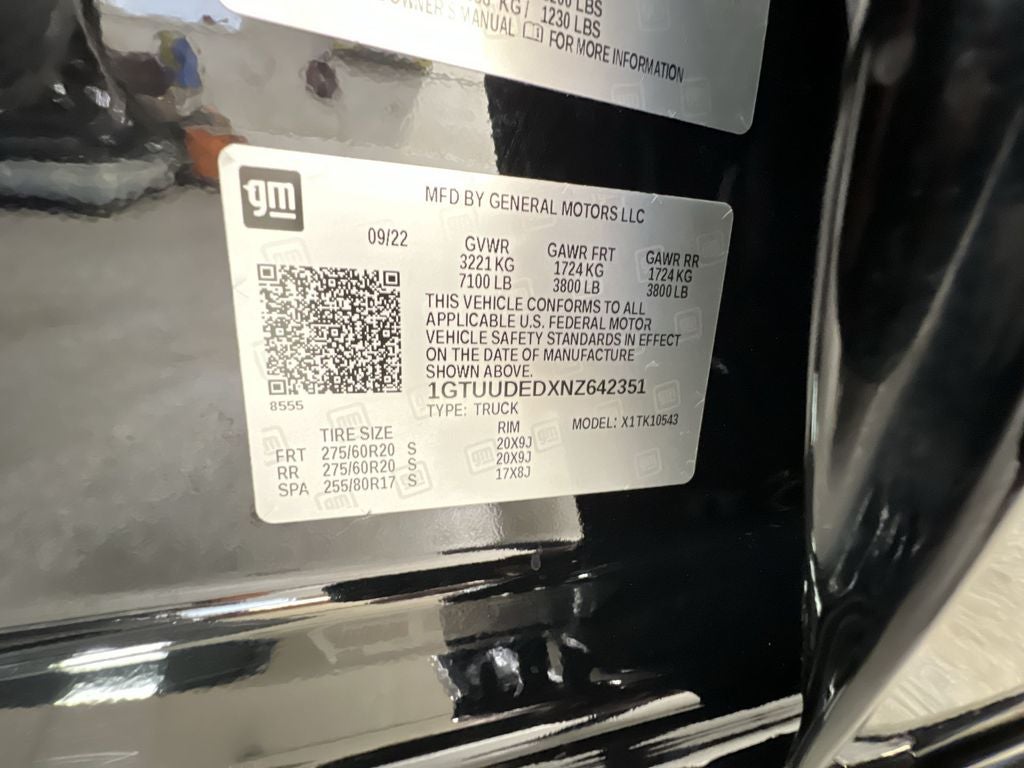 KG / 1230 LBS
OWNER'S MANUAL FOR MORE INFORMATION
gm
MFD BY GENERAL MOTORS LLC
09/22 GVWR GAWR FRT GAWR RR
3221 KG 1724 KG 1724 KG
7100 LB 3800 LB 3800 LB
THIS VEHICLE CONFORMS TO ALL
APPLICABLE U.S. FEDERAL MOTOR
VEHICLE SAFETY STANDARDS IN EFFECT
ON THE DATE OF MANUFACTURE
SHOWN ABOVE.
1GTUUDEDXNZ642351
8555
TYPE: TRUCK MODEL: X1TK10543
TIRE SIZE RIM
FRT 275/60R20 S 20X9J
RR 275/60R20 S 20X9J
SPA 255/80R17 S 17X8J